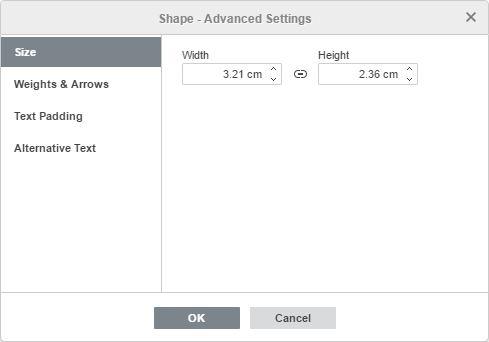 Shape - Advanced Settings
Size
Weights & Arrows
Text Padding
Alternative Text
Width
Height
3.21 cm
2.36 cm
OK
Cancel